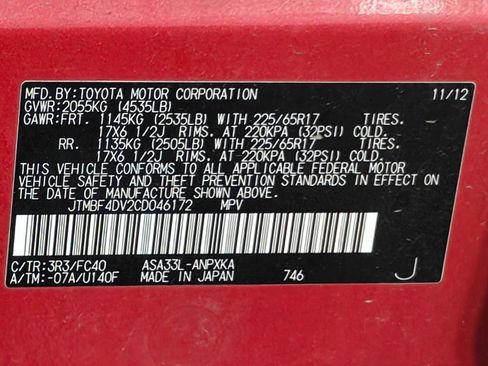 MFD. BY: TOYOTA MOTOR CORPORATION 11/12
GVWR: 2055KG (4535LB)
GAWR: FRT. 1145KG (2535LB) WITH 225/65R17 TIRES.
17X6 1/2J RIMS. AT 220KPA (32PSI) COLD.
RR. 1135KG (2505LB) WITH 225/65R17 TIRES.
17X6 1/2J RIMS. AT 220KPA (32PSI) COLD.
THIS VEHICLE CONFORMS TO ALL APPLICABLE FEDERAL MOTOR
VEHICLE SAFETY AND THEFT PREVENTION STANDARDS IN EFFECT
ON THE DATE OF MANUFACTURE SHOWN ABOVE.
JTMBF4DV2CD046172 MPV
C/TR: 3R3/FC40 ASA33L-ANPXKA
A/TM: -07A/U140F MADE IN JAPAN 746 J